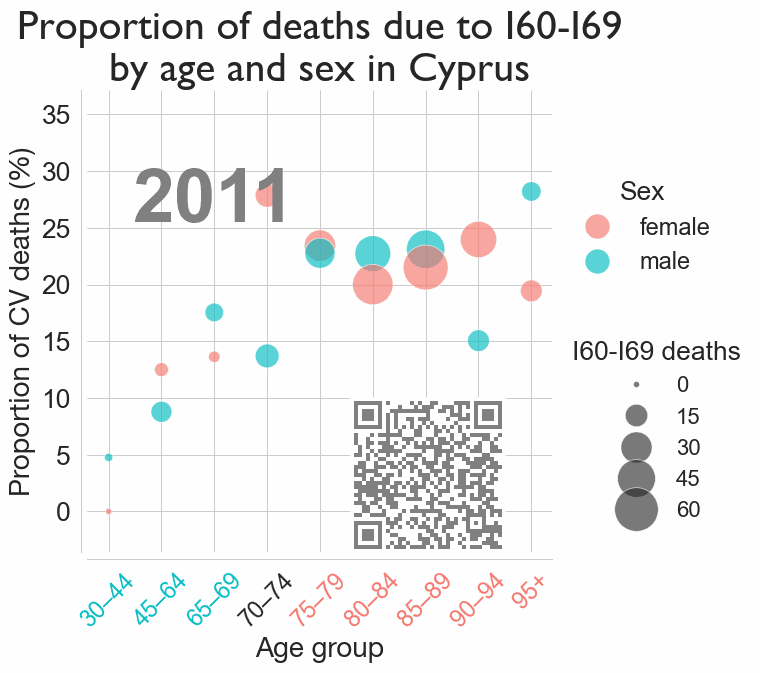 Proportion of deaths due to I60-I69
by age and sex in Cyprus
2011
Proportion of CV deaths (%)
35
30
25
20
15
10
5
0
30–44
45–64
65–69
70–74
75–79
80–84
85–89
90–94
95+
Age group
Sex
female
male
I60-I69 deaths
0
15
30
45
60